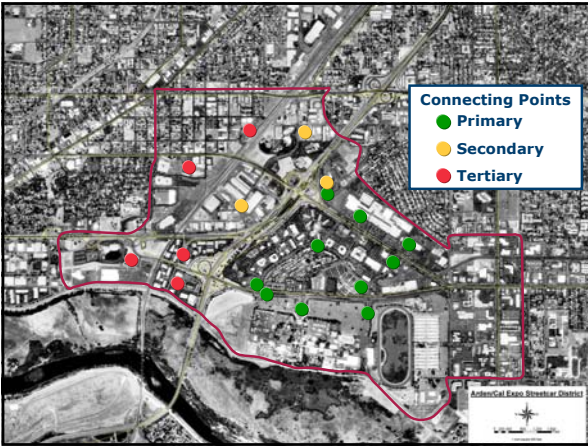 Connecting Points
Primary
Secondary
Tertiary
Arden/Cal Expo Streetcar District